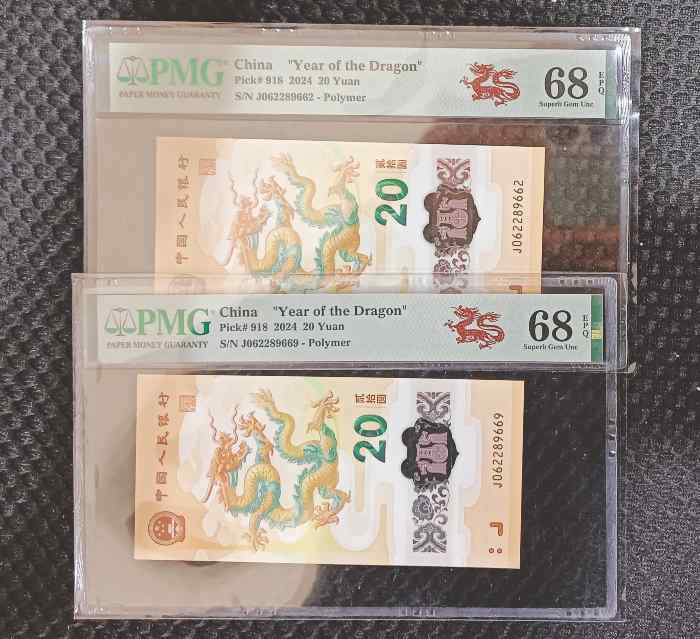 PMG China "Year of the Dragon"
Pick# 918 2024 20 Yuan
PAPER MONEY GUARANTY S/N J062289662 - Polymer
68 EPQ
Superb Gem Unc
中国人民银行
贰拾圆
20
J062289662
PMG China "Year of the Dragon"
Pick# 918 2024 20 Yuan
PAPER MONEY GUARANTY S/N J062289669 - Polymer
68 EPQ
Superb Gem Unc
中国人民银行
贰拾圆
20
J062289669